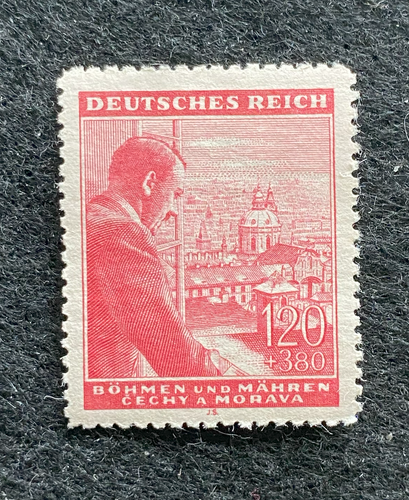 DEUTSCHES REICH
120
+380
BÖHMEN UND MÄHREN
ČECHY A MORAVA
J.S.